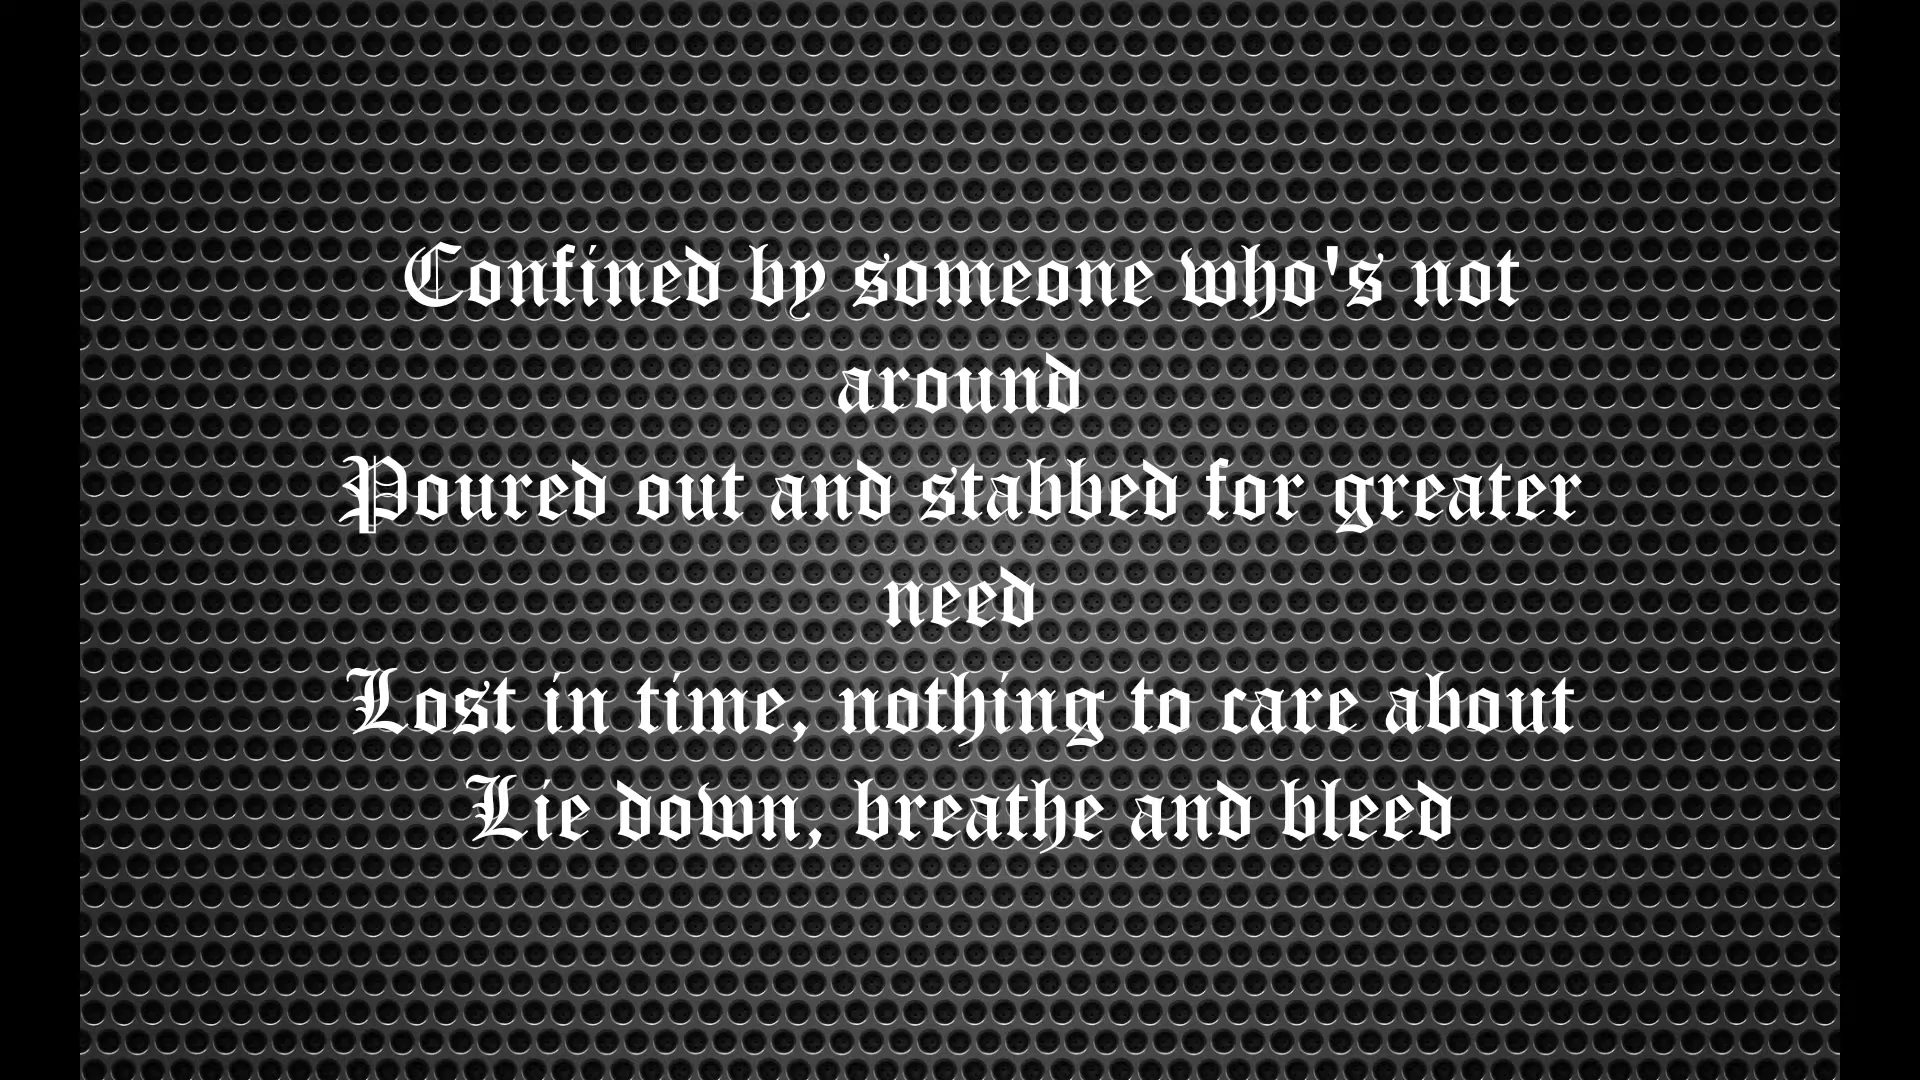 Confined by someone who's not
around
Poured out and stabbed for greater
need
Lost in time, nothing to care about
Lie down, breathe and bleed